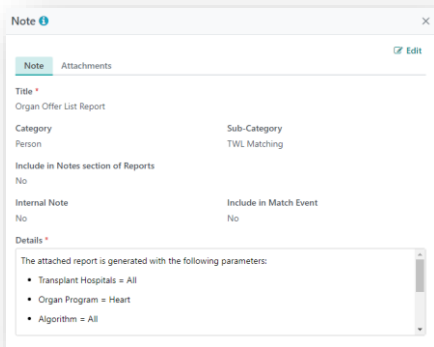 Note
Edit
Note Attachments
Title *
Organ Offer List Report
Category Sub-Category
Person TWL Matching
Include in Notes section of Reports
No
Internal Note Include in Match Event
No No
Details *
The attached report is generated with the following parameters:
• Transplant Hospitals = All
• Organ Program = Heart
• Algorithm = All